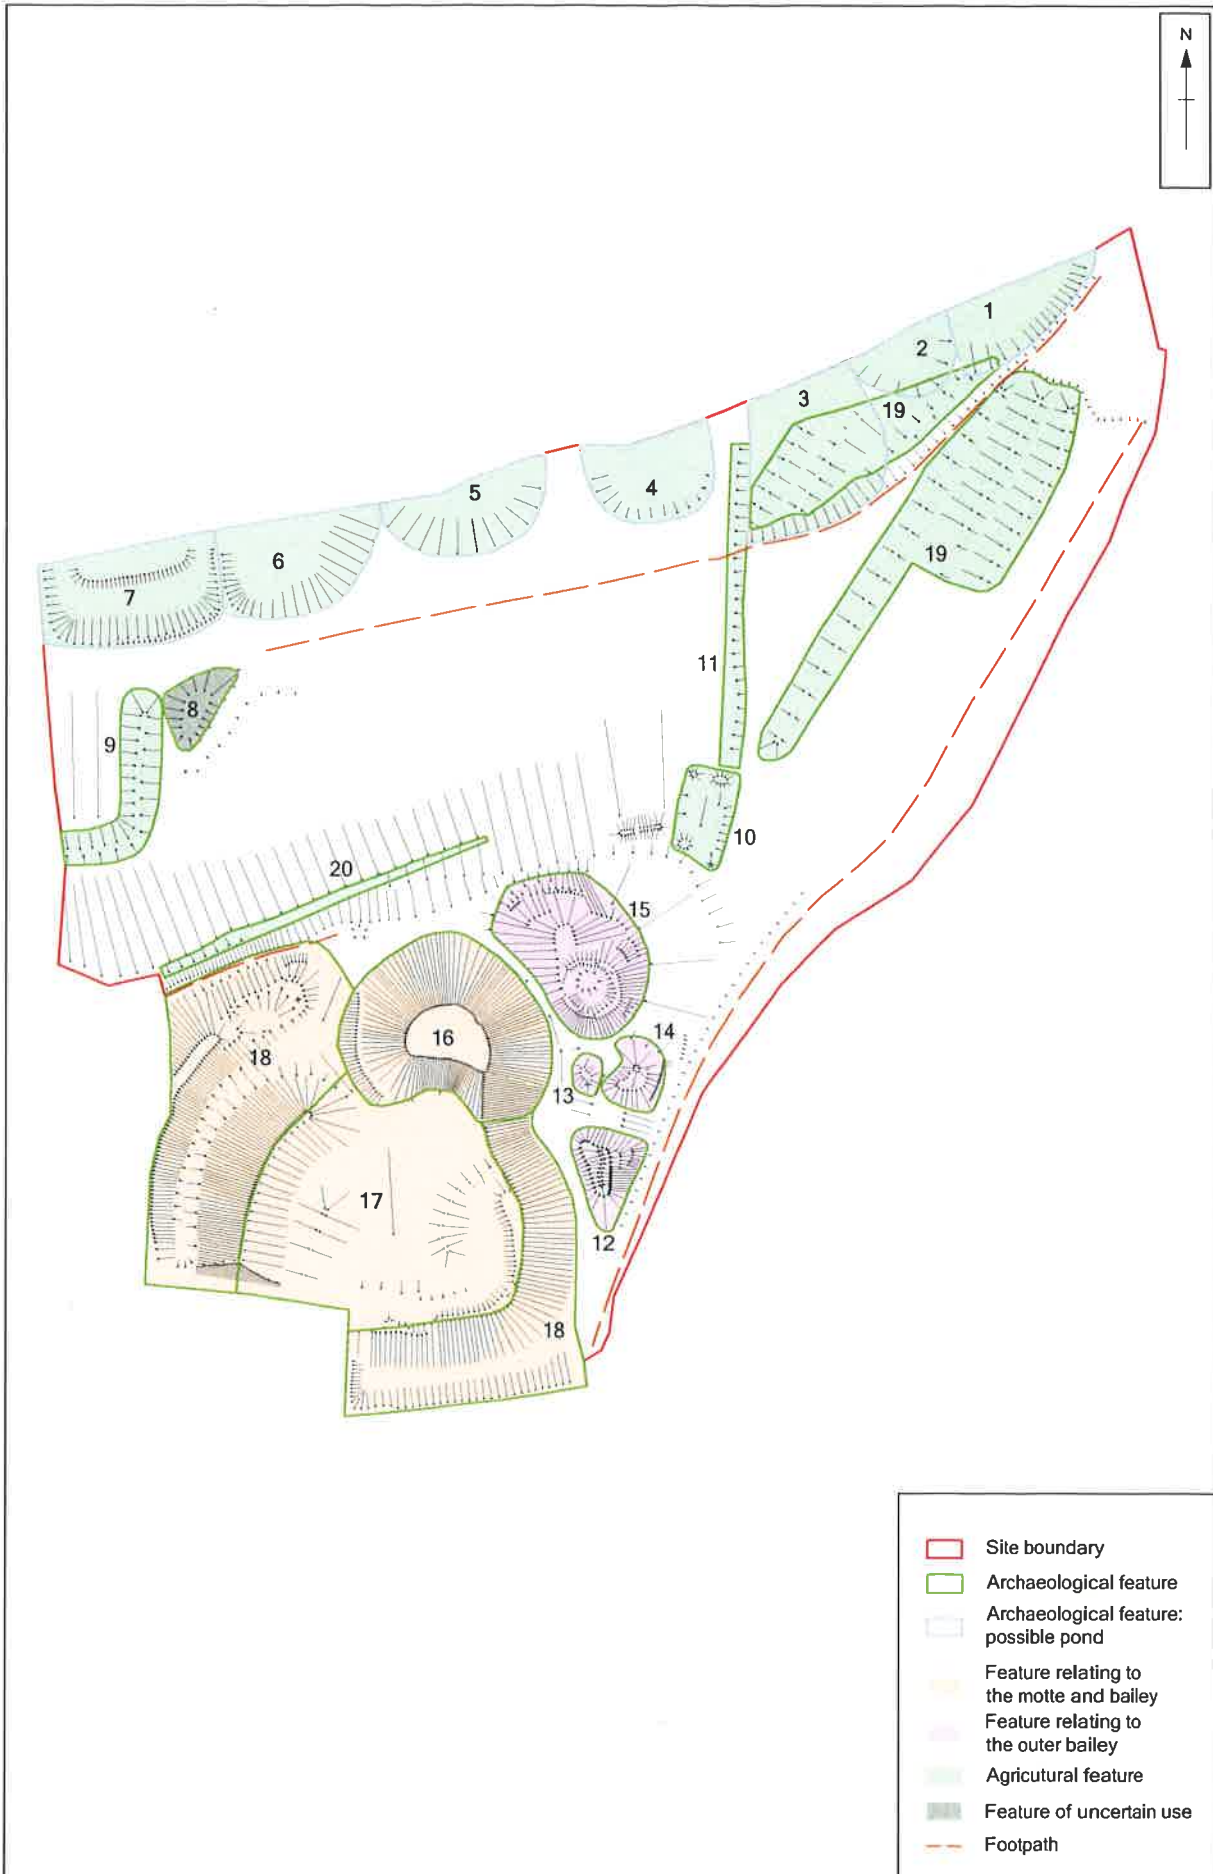 N
1
2
3
19
4
5
6
7
19
11
8
9
10
20
15
16
14
18
13
17
12
18
Site boundary
Archaeological feature
Archaeological feature:
possible pond
Feature relating to
the motte and bailey
Feature relating to
the outer bailey
Agricutural feature
Feature of uncertain use
Footpath